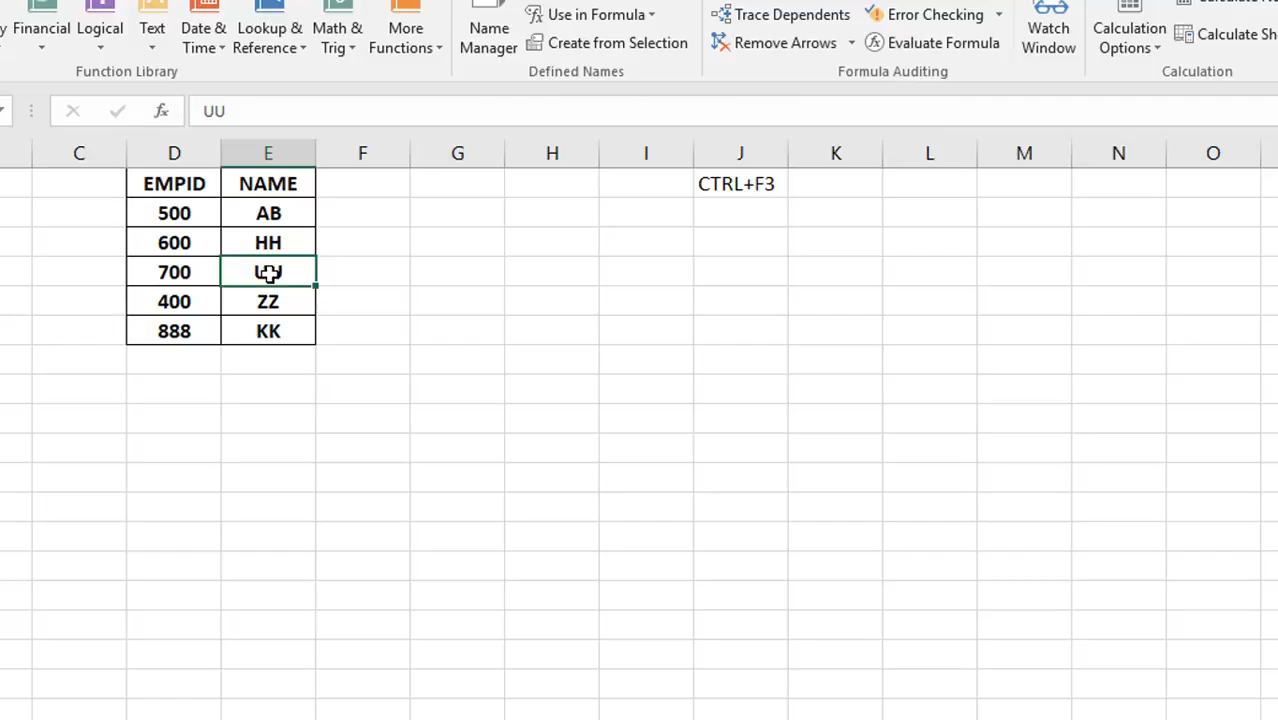 Financial Logical Text Date & Time Lookup & Reference Math & Trig More Functions Name Manager Use in Formula Create from Selection Trace Dependents Remove Arrows Error Checking Evaluate Formula Watch Window Calculation Options Calculate Sh
Function Library Defined Names Formula Auditing Calculation
fx UU
C D E F G H I J K L M N O
EMPID NAME CTRL+F3
500 AB
600 HH
700 UU
400 ZZ
888 KK